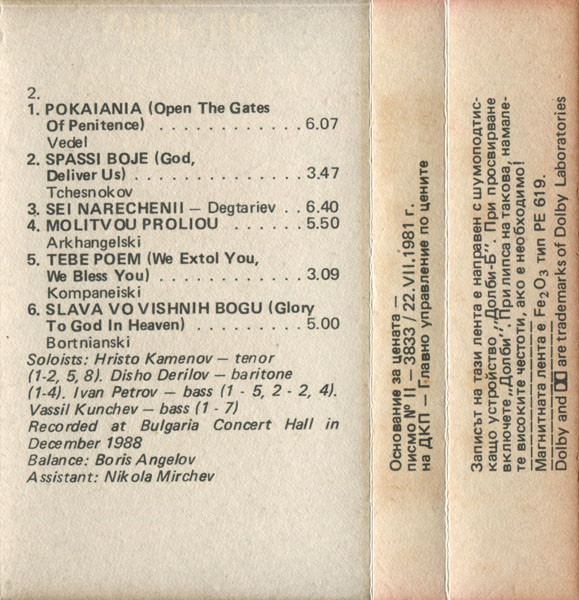 2.
1. POKAIANIA (Open The Gates
Of Penitence) . . . . . . . . . . . 6.07
Vedel
2. SPASSI BOJE (God,
Deliver Us) . . . . . . . . . . . . . 3.47
Tchesnokov
3. SEI NARECHENII – Degtariev . . 6.40
4. MOLITVOU PROLIOU . . . . . 5.50
Arkhangelski
5. TEBE POEM (We Extol You,
We Bless You) . . . . . . . . . . . 3.09
Kompaneiski
6. SLAVA VO VISHNIH BOGU (Glory
To God In Heaven) . . . . . . . . 5.00
Bortnianski
Soloists: Hristo Kamenov – tenor
(1-2, 5, 8). Disho Derilov – baritone
(1-4). Ivan Petrov – bass (1 - 5, 2 - 2, 4).
Vassil Kunchev – bass (1 - 7)
Recorded at Bulgaria Concert Hall in
December 1988
Balance: Boris Angelov
Assistant: Nikola Mirchev
Основание за цената –
писмо № II – 3833 / 22.VII.1981 г.
на ДКП – Главно управление по цените
Записът на тази лента е направен с шумоподтис-
кащо устройство „Долби-Б". При просвирване
включете „Долби". При липса на такова, намале-
те високите честоти, ако е необходимо!
Магнитната лента е Fe2O3 тип РЕ 619.
Dolby and are trademarks of Dolby Laboratories